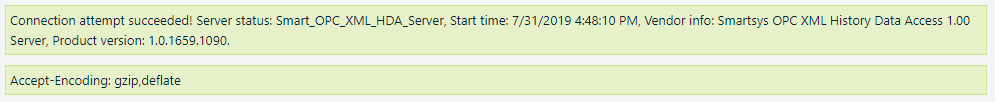 Connection attempt succeeded! Server status: Smart_OPC_XML_HDA_Server, Start time: 7/31/2019 4:48:10 PM, Vendor info: Smartsys OPC XML History Data Access 1.00
Server, Product version: 1.0.1659.1090.
Accept-Encoding: gzip,deflate